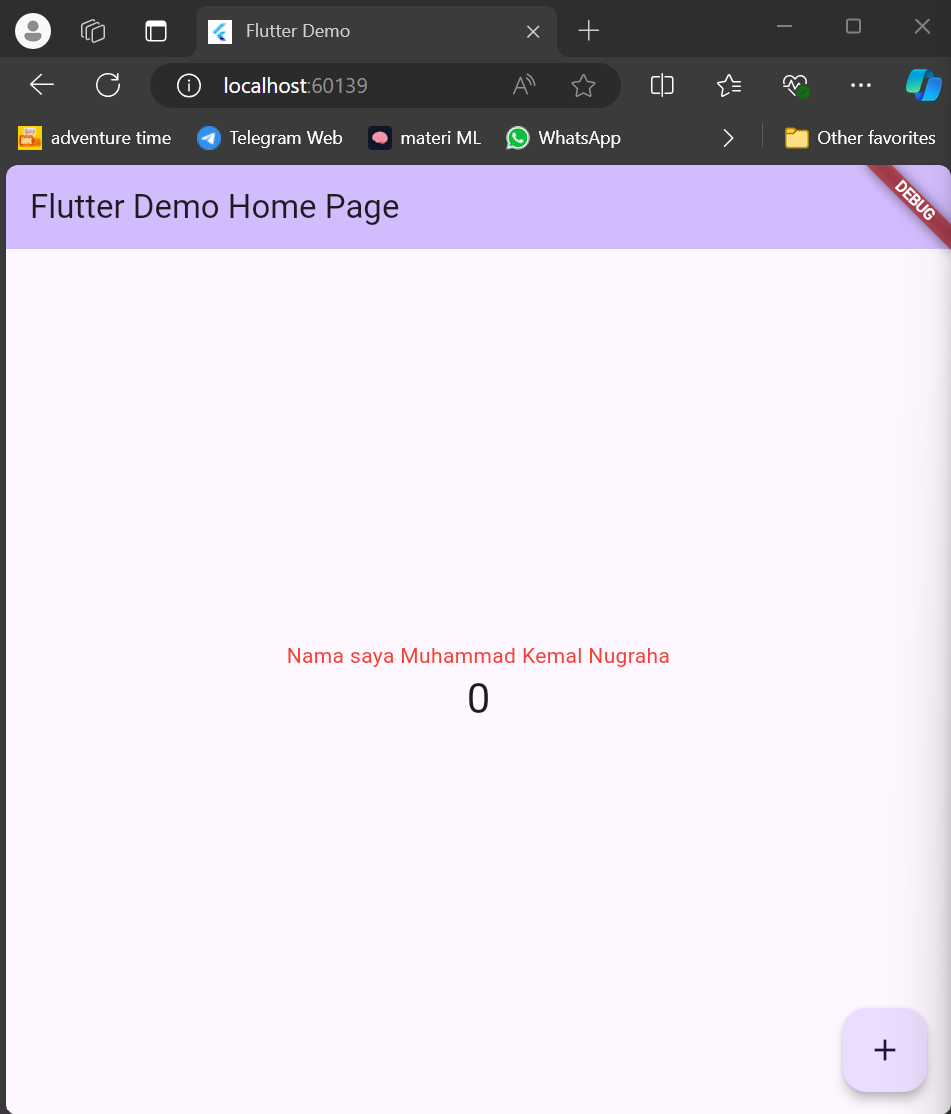 Flutter Demo
localhost:60139
adventure time
Telegram Web
materi ML
WhatsApp
Other favorites
Flutter Demo Home Page
DEBUG
Nama saya Muhammad Kemal Nugraha
0